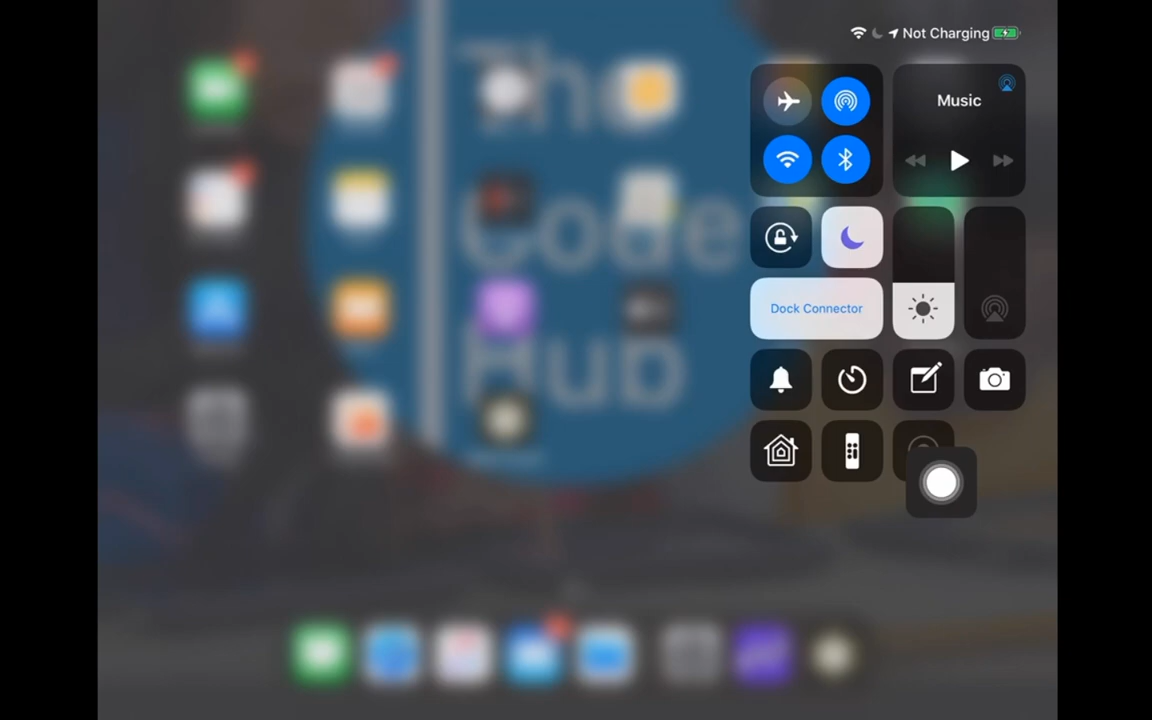 Not Charging
Music
The
Code
Hub
Dock Connector